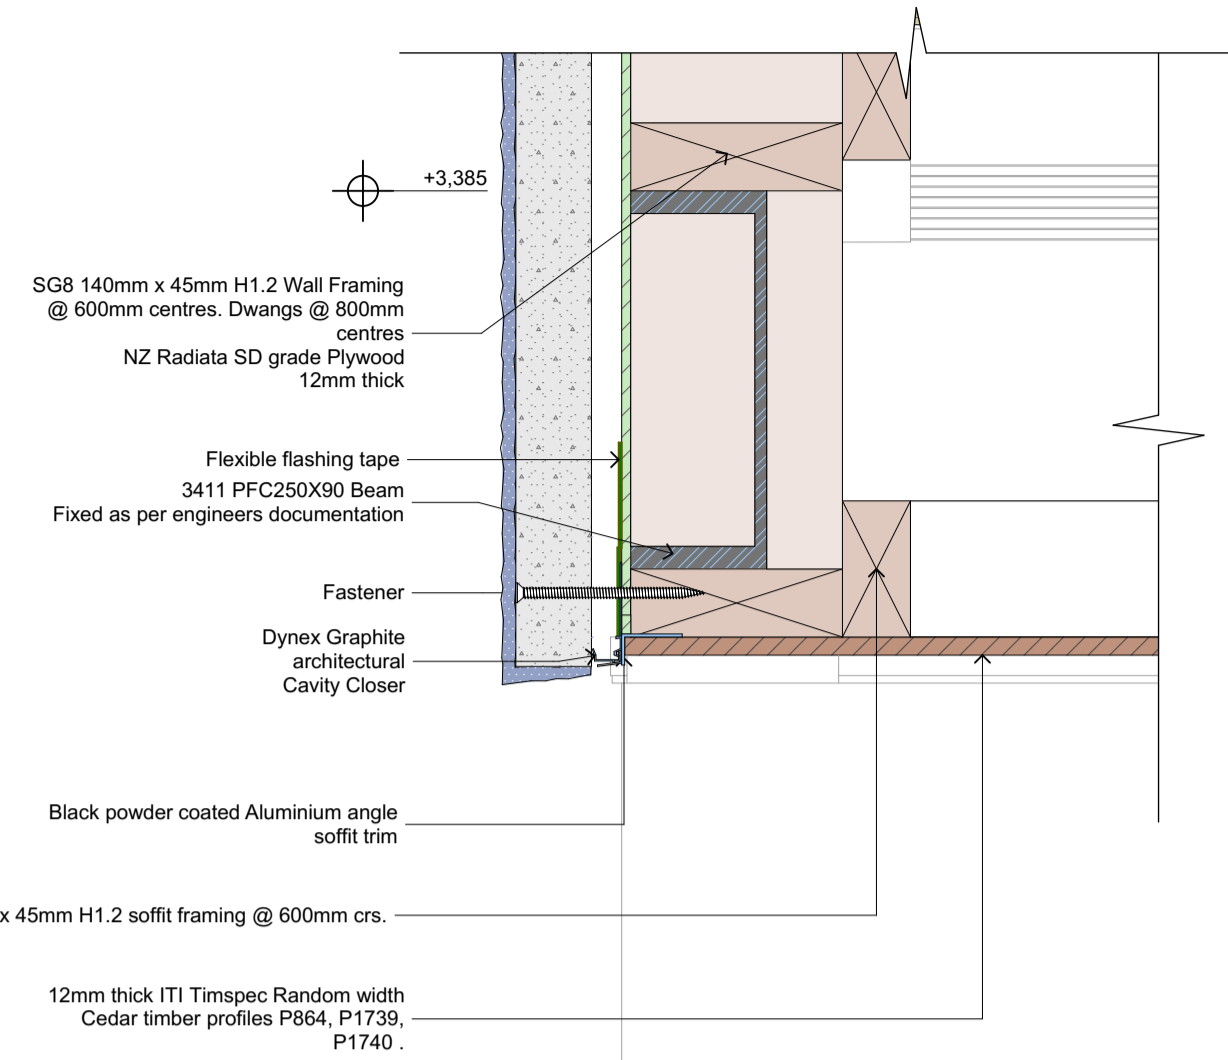 +3,385
SG8 140mm x 45mm H1.2 Wall Framing
@ 600mm centres. Dwangs @ 800mm
centres
NZ Radiata SD grade Plywood
12mm thick
Flexible flashing tape
3411 PFC250X90 Beam
Fixed as per engineers documentation
Fastener
Dynex Graphite
architectural
Cavity Closer
Black powder coated Aluminium angle
soffit trim
x 45mm H1.2 soffit framing @ 600mm crs.
12mm thick ITI Timspec Random width
Cedar timber profiles P864, P1739,
P1740 .